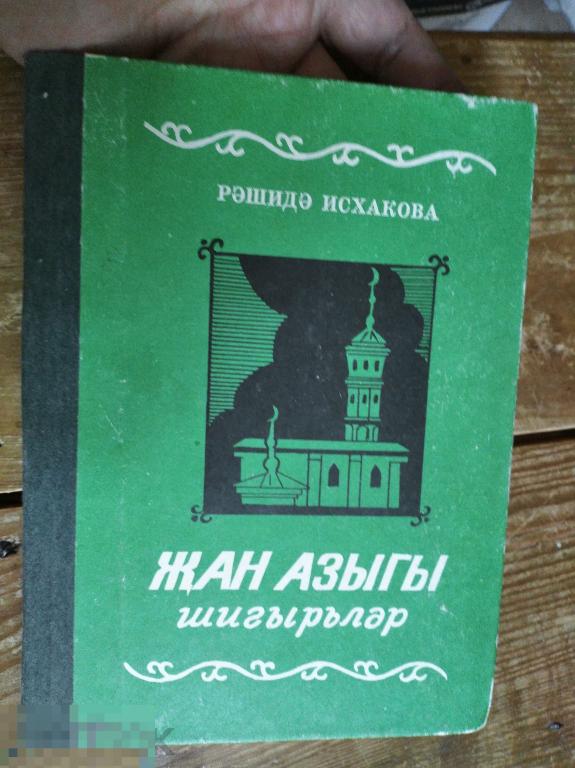 РӘШИДӘ ИСХАКОВА
ҖАН АЗЫГЫ
шигырьләр